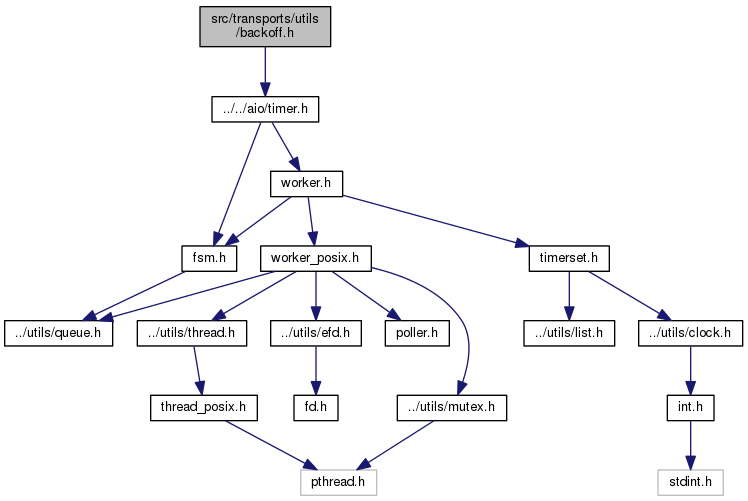 src/transports/utils
/backoff.h
../../aio/timer.h
worker.h
fsm.h
worker_posix.h
timerset.h
../utils/queue.h
../utils/thread.h
../utils/efd.h
poller.h
../utils/list.h
../utils/clock.h
thread_posix.h
fd.h
../utils/mutex.h
int.h
pthread.h
stdint.h